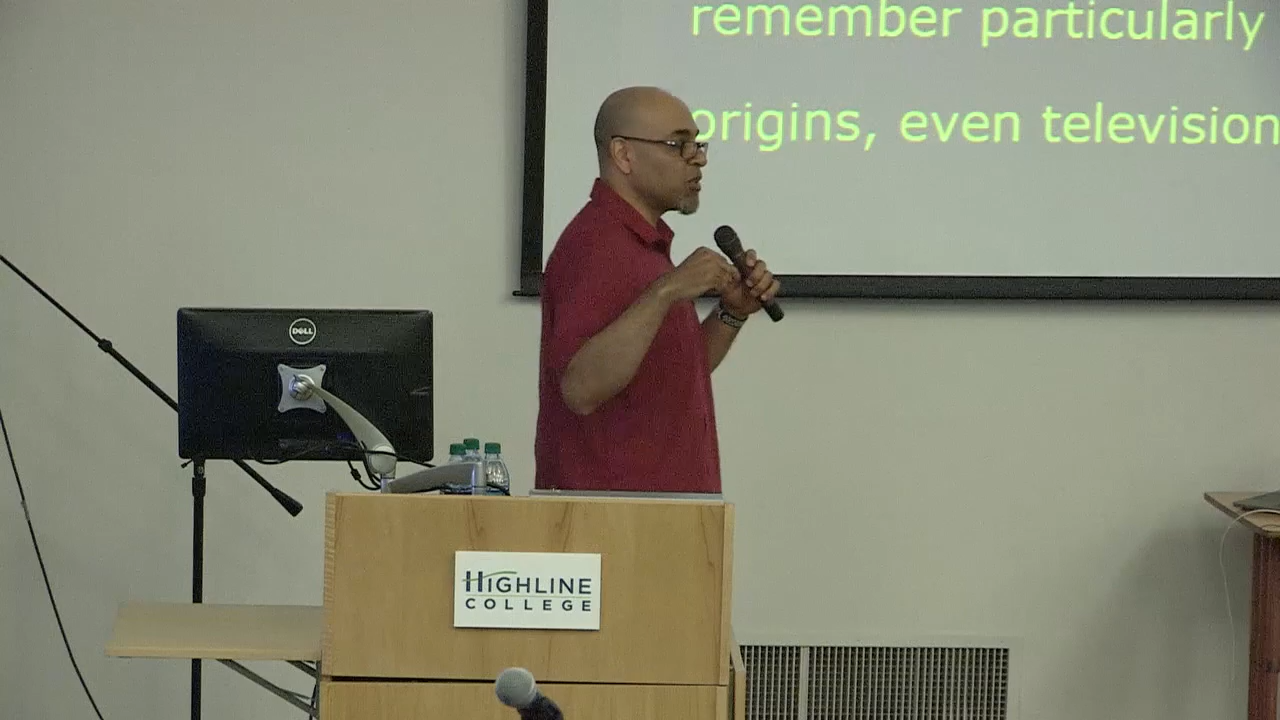 remember particularly
origins, even television
DELL
HIGHLINE
COLLEGE